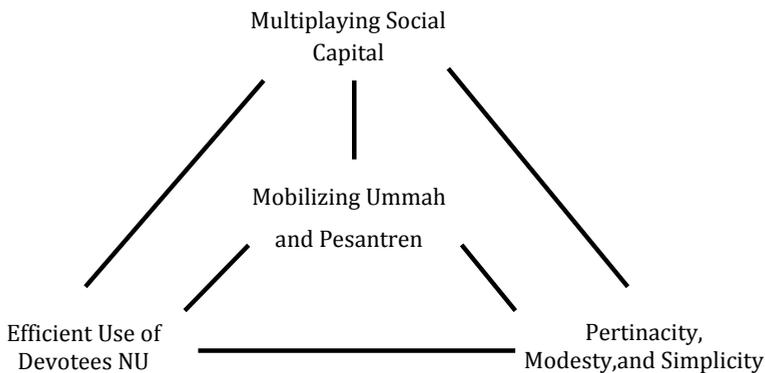 Multiplaying Social
Capital
Mobilizing Ummah
and Pesantren
Efficient Use of
Devotees NU
Pertinacity,
Modesty,and Simplicity